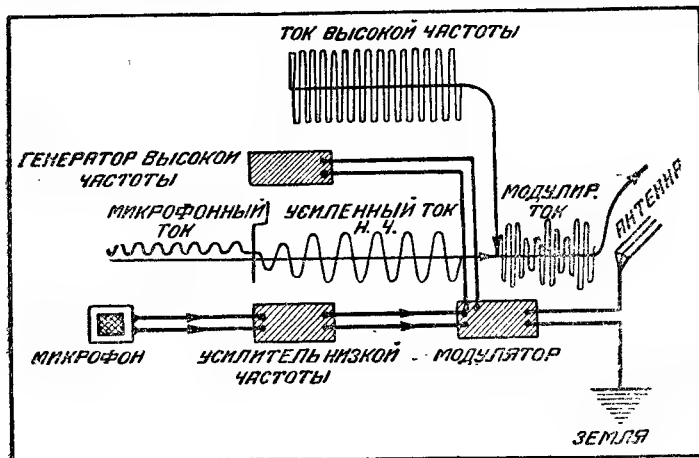 ТОК ВЫСОКОЙ ЧАСТОТЫ
ГЕНЕРАТОР ВЫСОКОЙ
ЧАСТОТЫ
МИКРОФОННЫЙ
ТОК
УСИЛЕННЫЙ ТОК
Н. Ч.
МОДУЛИР.
ТОК
АНТЕННА
МИКРОФОН
УСИЛИТЕЛЬ НИЗКОЙ
ЧАСТОТЫ
МОДУЛЯТОР
ЗЕМЛЯ